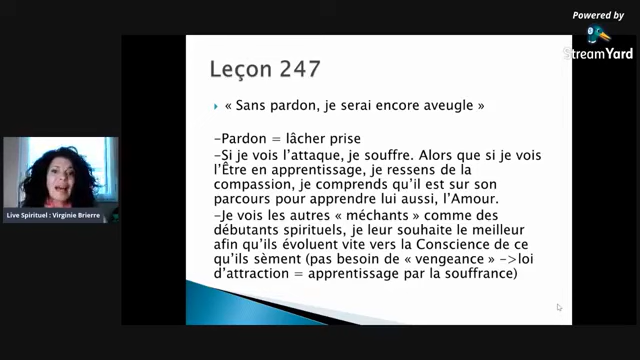 Powered by
StreamYard
Leçon 247
« Sans pardon, je serai encore aveugle »
-Pardon = lâcher prise
-Si je vois l'attaque, je souffre. Alors que si je vois
l'Être en apprentissage, je ressens de la
compassion, je comprends qu'il est sur son
parcours pour apprendre lui aussi, l'Amour.
-Je vois les autres « méchants » comme des
débutants spirituels, je leur souhaite le meilleur
afin qu'ils évoluent vite vers la Conscience de ce
qu'ils sèment (pas besoin de « vengeance » ->loi
d'attraction = apprentissage par la souffrance)
Live Spirituel : Virginie Brierre